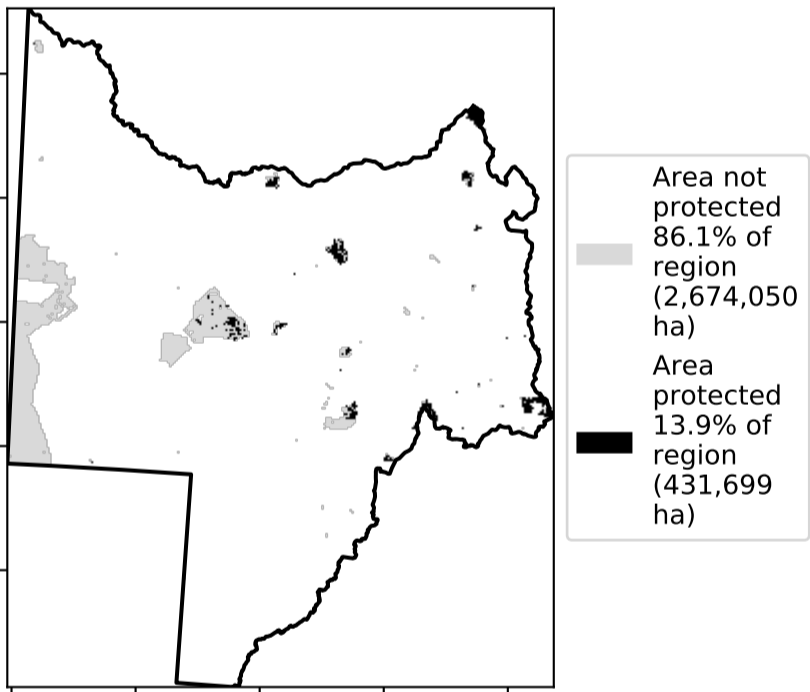 Area not
protected
86.1% of
region
(2,674,050
ha)
Area
protected
13.9% of
region
(431,699
ha)